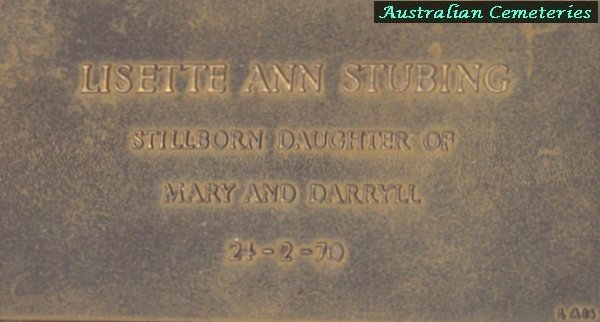 Australian Cemeteries
LISETTE ANN STUBING
STILLBORN DAUGHTER OF
MARY AND DARRYLL
24-2-70